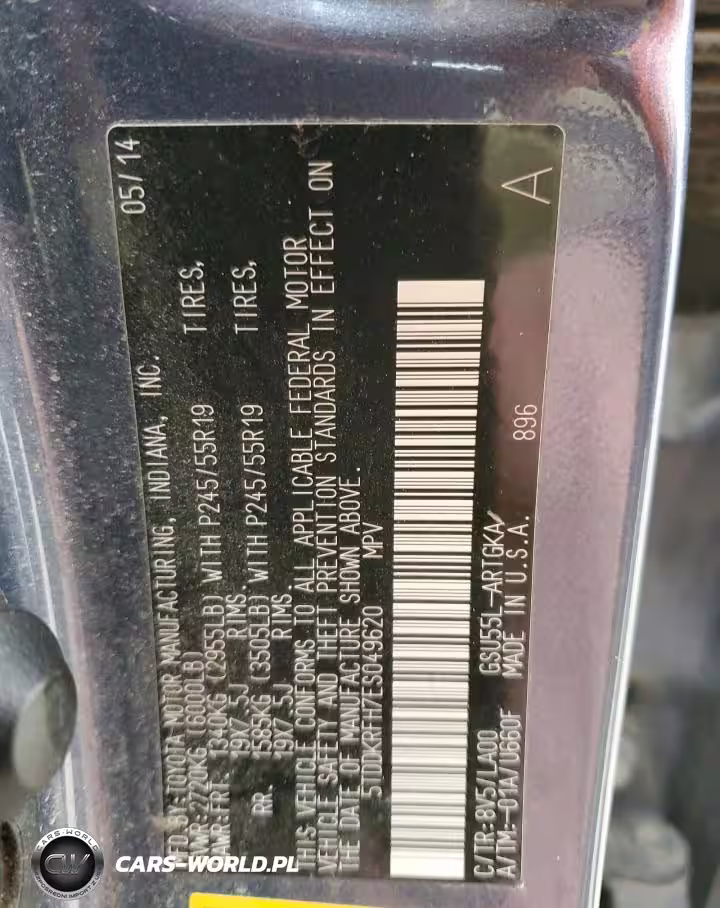 MFD. BY: TOYOTA MOTOR MANUFACTURING, INDIANA, INC. 05/14
GVWR: 2720KG (6000LB)
GAWR: FRT. 1340KG (2955LB) WITH P245/55R19 TIRES,
19X7.5J RIMS
RR. 1585KG (3505LB) WITH P245/55R19 TIRES,
19X7.5J RIMS.
THIS VEHICLE CONFORMS TO ALL APPLICABLE FEDERAL MOTOR
VEHICLE SAFETY AND THEFT PREVENTION STANDARDS IN EFFECT ON
THE DATE OF MANUFACTURE SHOWN ABOVE.
MPV
C/TR:8V5/LA00 GSU55L-ARTGKA
A/TM:-01A/U660F MADE IN U.S.A. 896 A
CARS-WORLD
CW
CARS-WORLD.PL